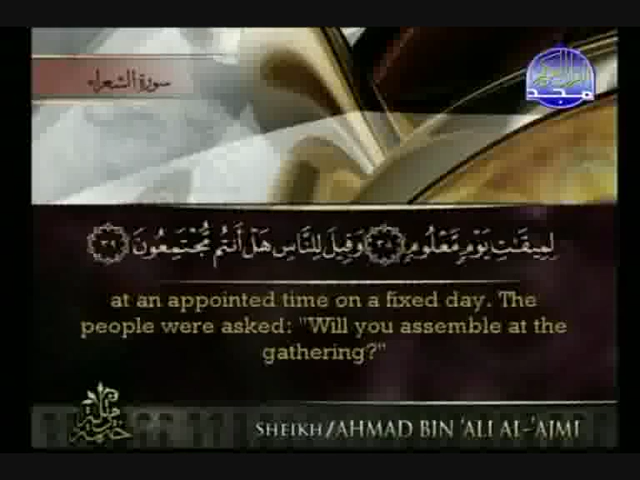 سورة الشعراء
مجد
لِمِيقَٰتِ يَوْمٍ مَّعْلُومٍ ٣٨ وَقِيلَ لِلنَّاسِ هَلْ أَنتُم مُّجْتَمِعُونَ ٣٩
at an appointed time on a fixed day. The
people were asked: "Will you assemble at the
gathering?"
SHEIKH/AHMAD BIN 'ALI AL-'AJMI